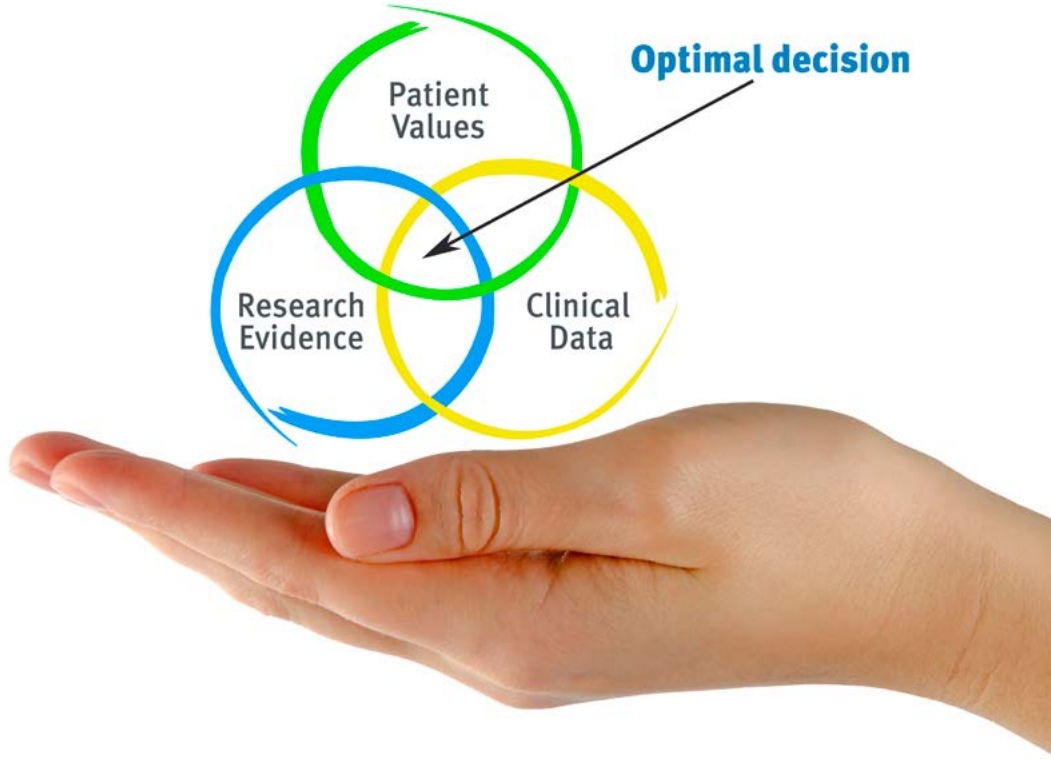 Optimal decision
Patient
Values
Research
Evidence
Clinical
Data